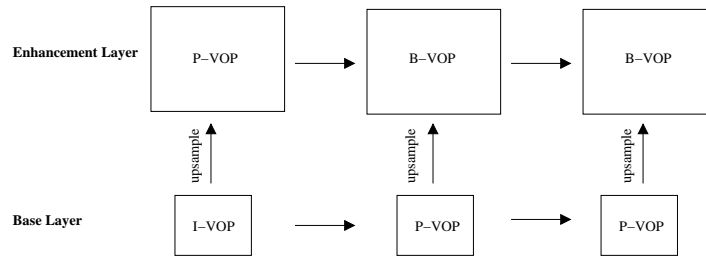 Enhancement Layer
P–VOP
B–VOP
B–VOP
upsample
upsample
upsample
Base Layer
I–VOP
P–VOP
P–VOP